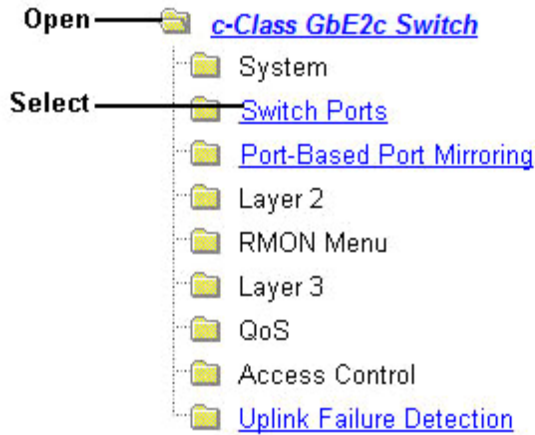 Open c-Class GbE2c Switch
System
Select Switch Ports
Port-Based Port Mirroring
Layer 2
RMON Menu
Layer 3
QoS
Access Control
Uplink Failure Detection